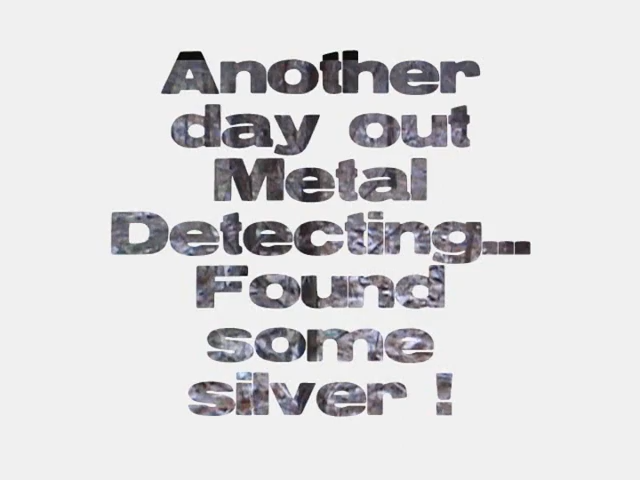 Another
day out
Metal
Detecting...
Found
some
silver !